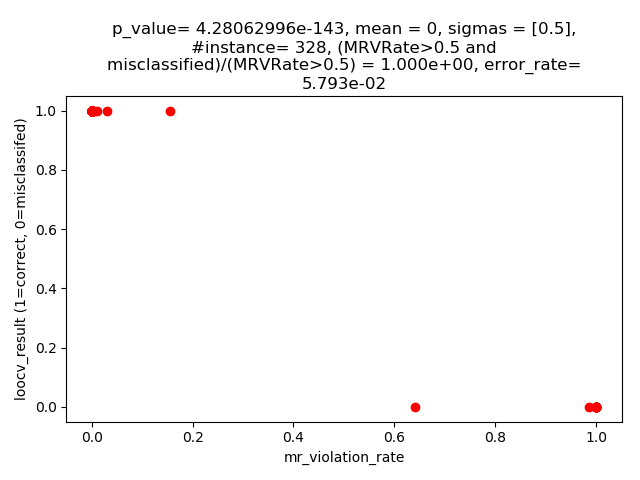 p_value= 4.28062996e-143, mean = 0, sigmas = [0.5],
#instance= 328, (MRVRate>0.5 and
misclassified)/(MRVRate>0.5) = 1.000e+00, error_rate=
5.793e-02
loocv_result (1=correct, 0=misclassifed)
1.0
0.8
0.6
0.4
0.2
0.0
0.0 0.2 0.4 0.6 0.8 1.0
mr_violation_rate